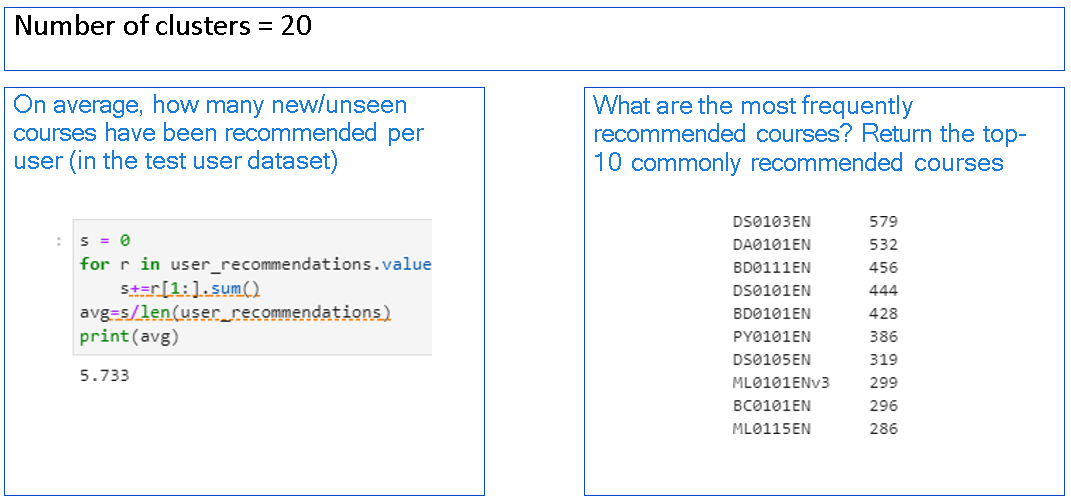 Number of clusters = 20
On average, how many new/unseen
courses have been recommended per
user (in the test user dataset)
: s = 0
for r in user_recommendations.value
s+=r[1:].sum()
avg=s/len(user_recommendations)
print(avg)
5.733
What are the most frequently
recommended courses? Return the top-
10 commonly recommended courses
DS0103EN 579
DA0101EN 532
BD0111EN 456
DS0101EN 444
BD0101EN 428
PY0101EN 386
DS0105EN 319
ML0101ENv3 299
BC0101EN 296
ML0115EN 286